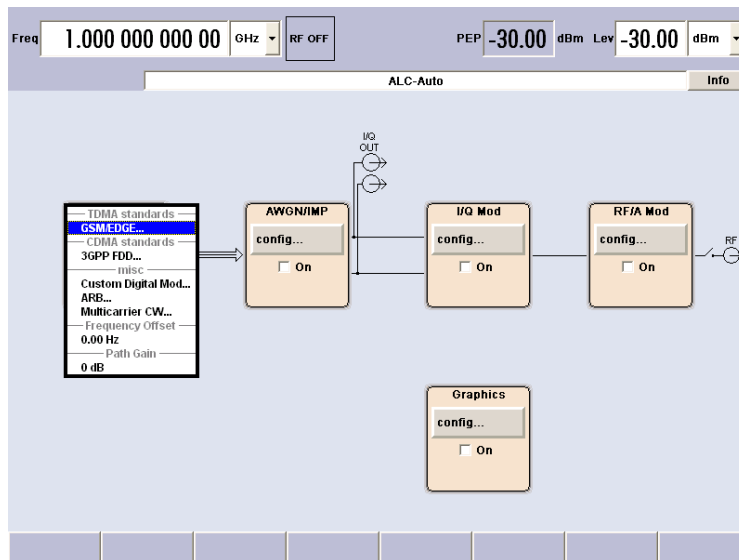 Freq 1.000 000 000 00 GHz RF OFF PEP -30.00 dBm Lev -30.00 dBm
ALC-Auto Info
I/Q
OUT
TDMA standards
GSM/EDGE...
CDMA standards
3GPP FDD...
misc
Custom Digital Mod...
ARB...
Multicarrier CW...
Frequency Offset
0.00 Hz
Path Gain
0 dB
AWGN/IMP
config...
On
I/Q Mod
config...
On
RF/A Mod
config...
On
RF
Graphics
config...
On